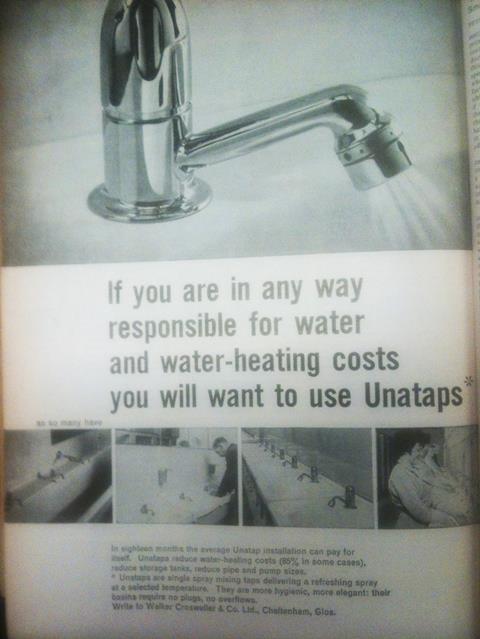 If you are in any way
responsible for water
and water-heating costs
you will want to use Unataps*
as so many have
In eighteen months the average Unatap installation can pay for
itself. Unataps reduce water-heating costs (85% in some cases),
reduce storage tanks, reduce pipe and pump sizes.
* Unataps are single spray mixing taps delivering a refreshing spray
at a selected temperature. They are more hygienic, more elegant: their
basins require no plugs, no overflows.
Write to Walker Crosweller & Co. Ltd., Cheltenham, Glos.